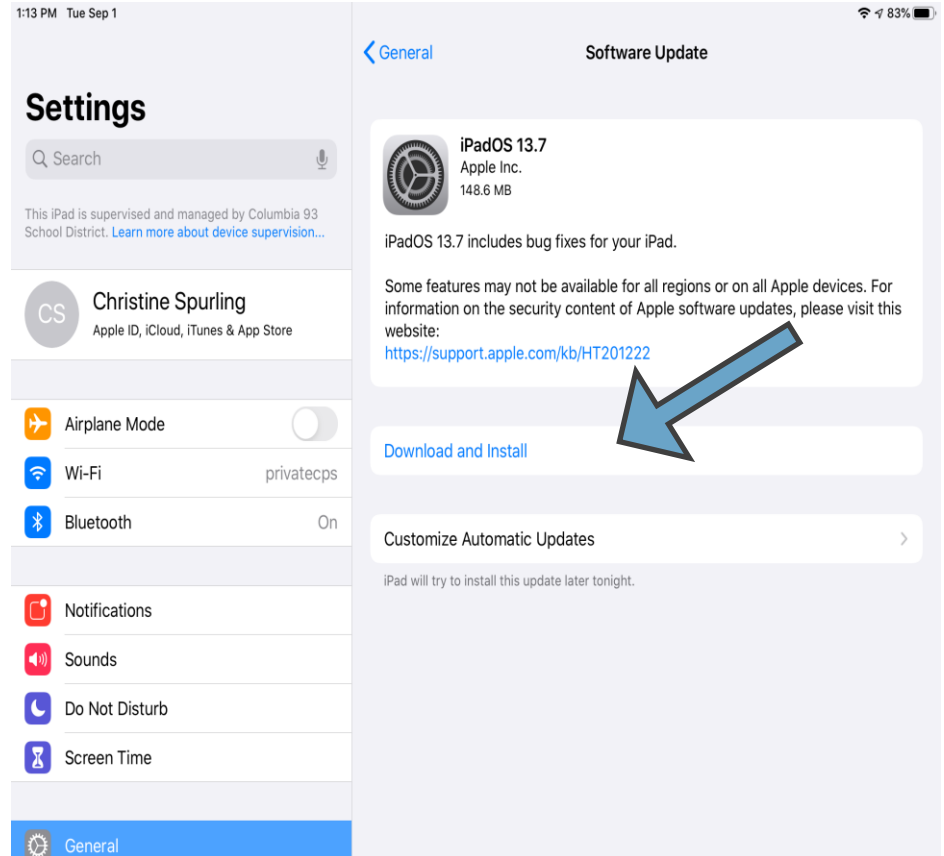 1:13 PM Tue Sep 1
83%
Settings
Search
This iPad is supervised and managed by Columbia 93
School District. Learn more about device supervision...
CS
Christine Spurling
Apple ID, iCloud, iTunes & App Store
Airplane Mode
Wi-Fi privatecps
Bluetooth On
Notifications
Sounds
Do Not Disturb
Screen Time
General
General
Software Update
iPadOS 13.7
Apple Inc.
148.6 MB
iPadOS 13.7 includes bug fixes for your iPad.
Some features may not be available for all regions or on all Apple devices. For
information on the security content of Apple software updates, please visit this
website:
https://support.apple.com/kb/HT201222
Download and Install
Customize Automatic Updates
iPad will try to install this update later tonight.